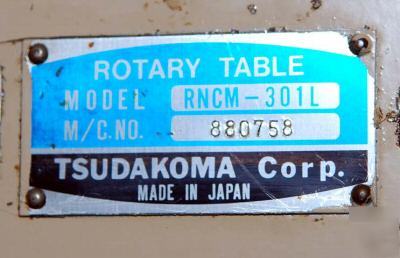 ROTARY TABLE
MODEL RNCM-301L
M/C.NO. 880758
TSUDAKOMA Corp.
MADE IN JAPAN